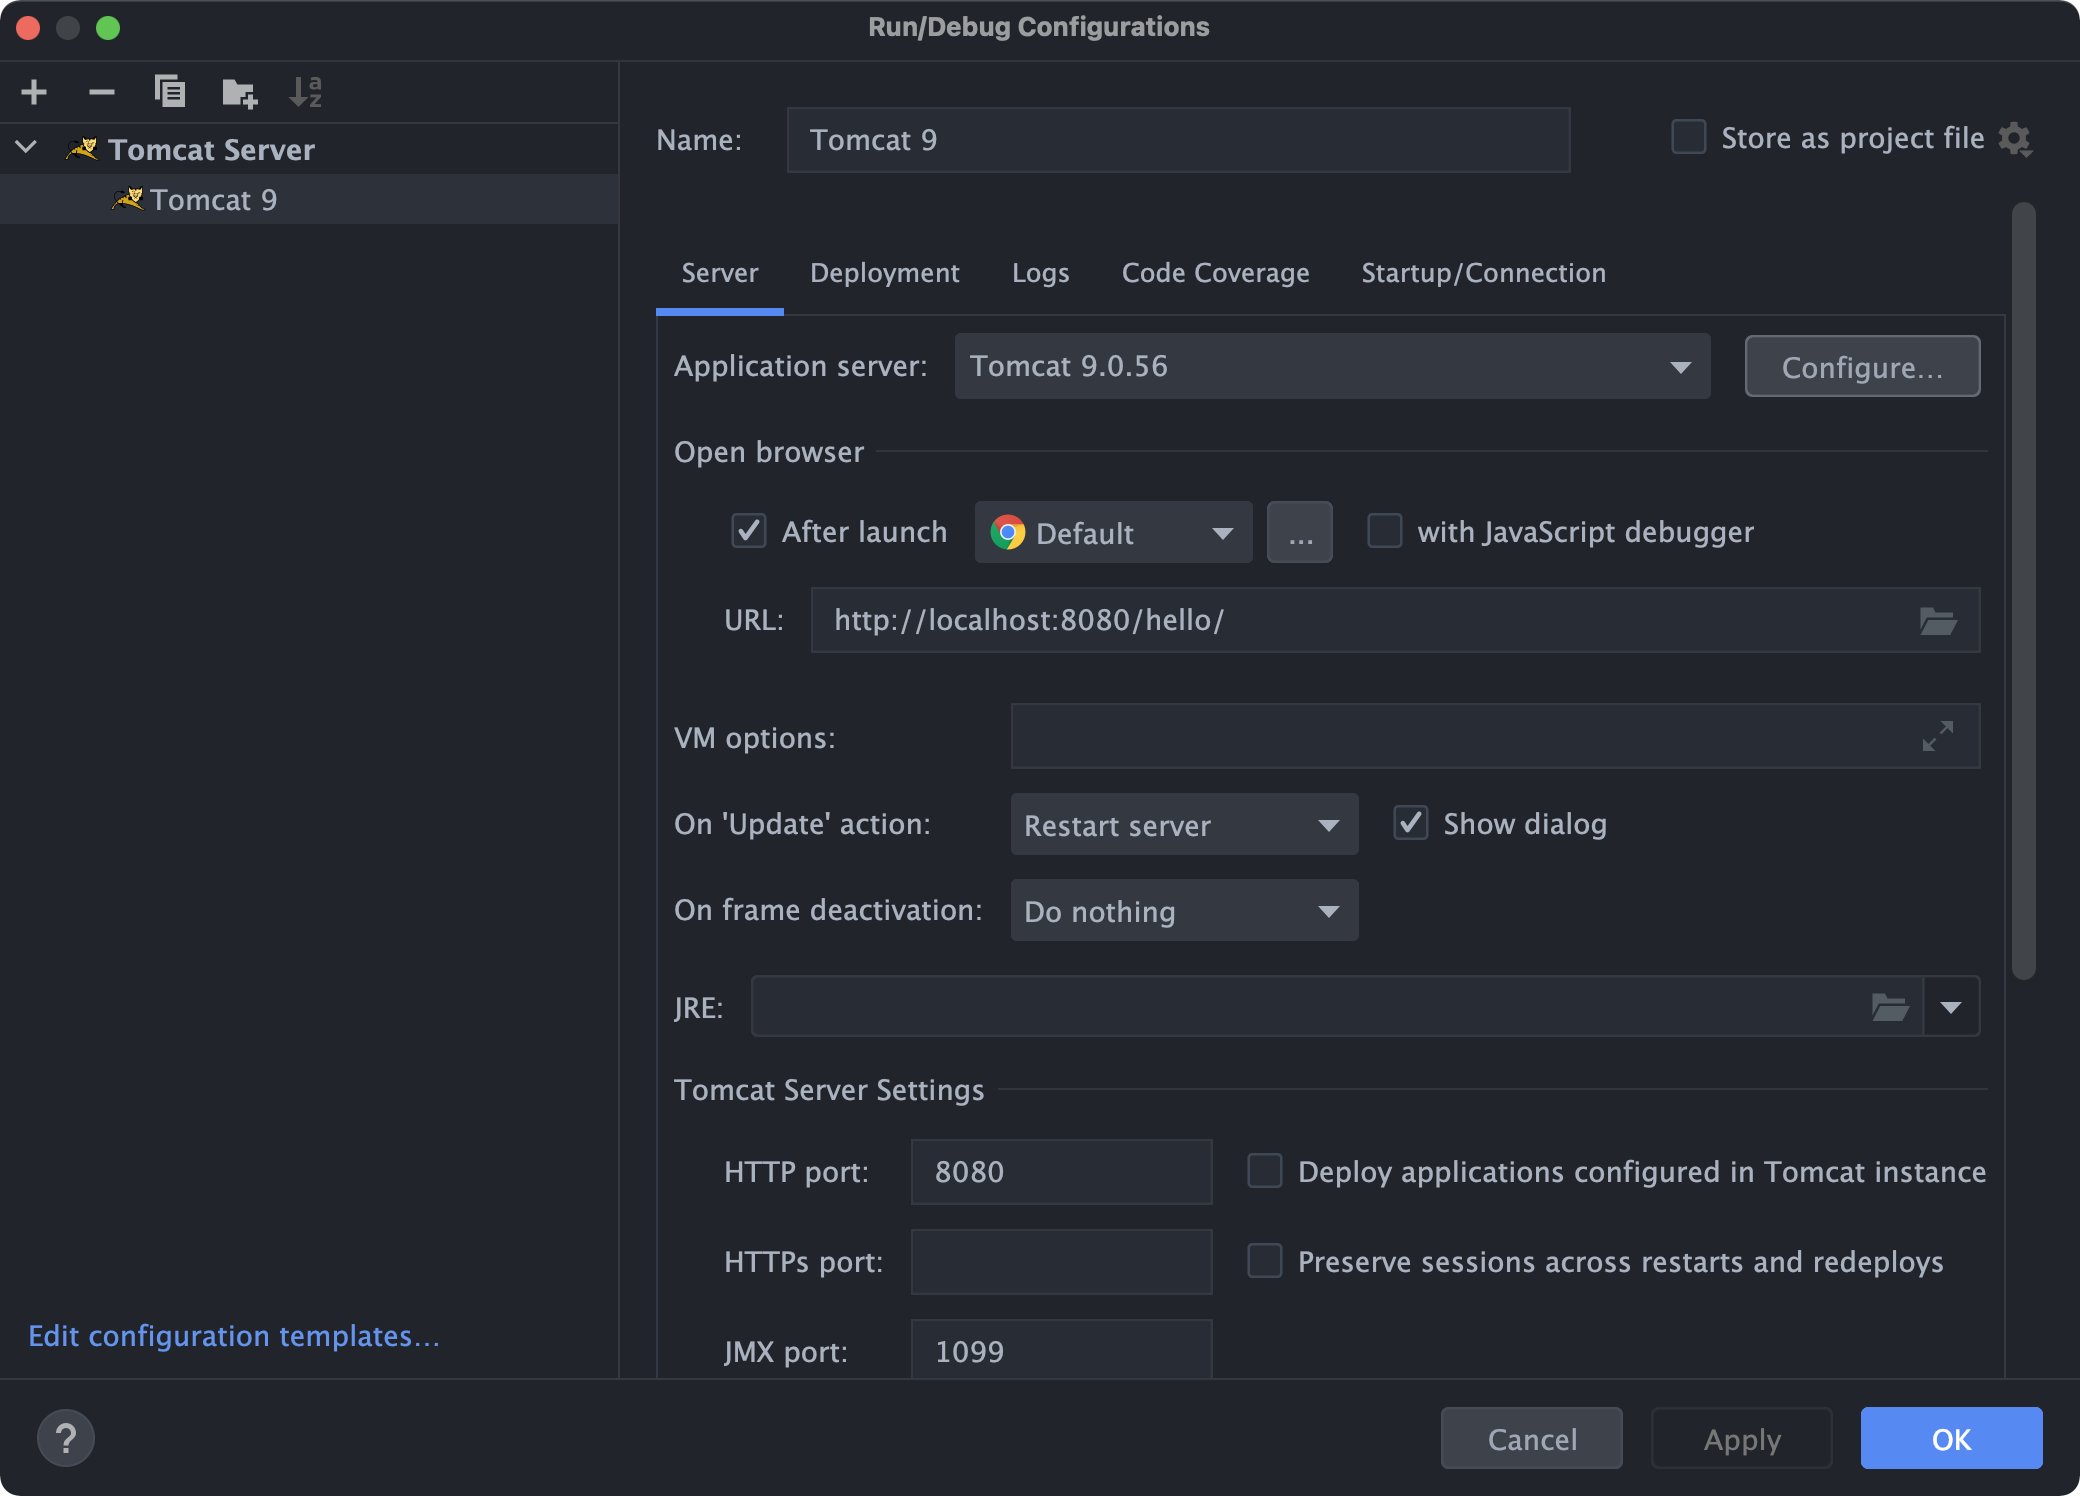 Run/Debug Configurations
Tomcat Server
Tomcat 9
Edit configuration templates...
Name: Tomcat 9 Store as project file
Server Deployment Logs Code Coverage Startup/Connection
Application server: Tomcat 9.0.56 Configure...
Open browser
After launch Default ... with JavaScript debugger
URL: http://localhost:8080/hello/
VM options:
On 'Update' action: Restart server Show dialog
On frame deactivation: Do nothing
JRE:
Tomcat Server Settings
HTTP port: 8080 Deploy applications configured in Tomcat instance
HTTPs port: Preserve sessions across restarts and redeploys
JMX port: 1099
? Cancel Apply OK